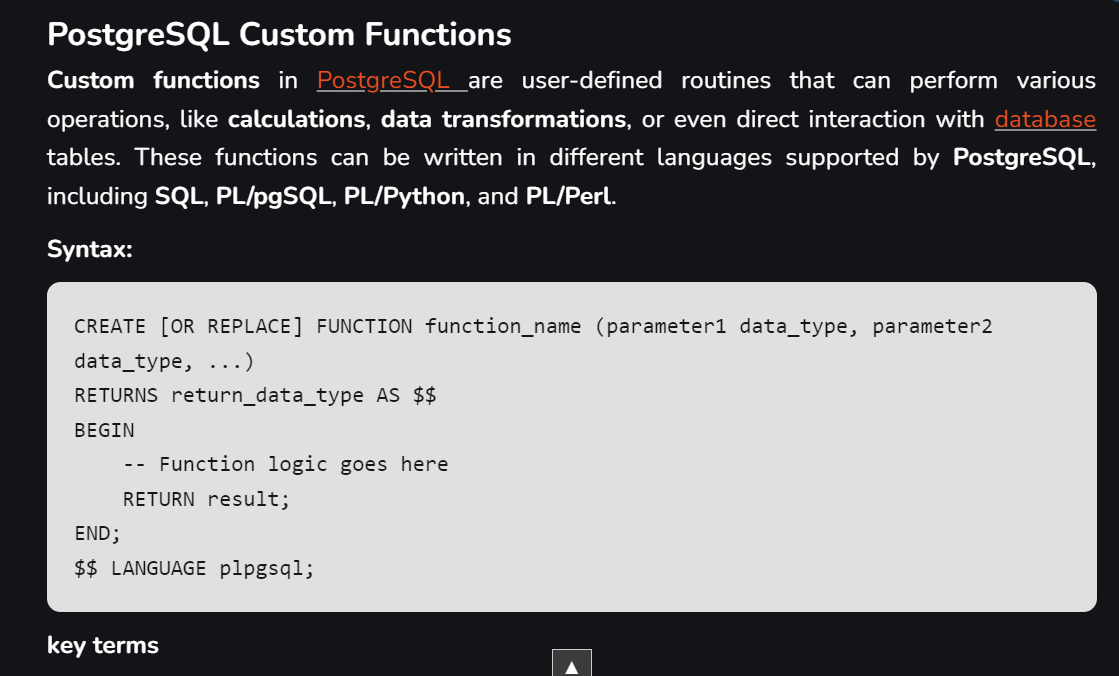 PostgreSQL Custom Functions
Custom functions in PostgreSQL are user-defined routines that can perform various
operations, like calculations, data transformations, or even direct interaction with database
tables. These functions can be written in different languages supported by PostgreSQL,
including SQL, PL/pgSQL, PL/Python, and PL/Perl.
Syntax:
CREATE [OR REPLACE] FUNCTION function_name (parameter1 data_type, parameter2
data_type, ...)
RETURNS return_data_type AS $$
BEGIN
    -- Function logic goes here
    RETURN result;
END;
$$ LANGUAGE plpgsql;
key terms